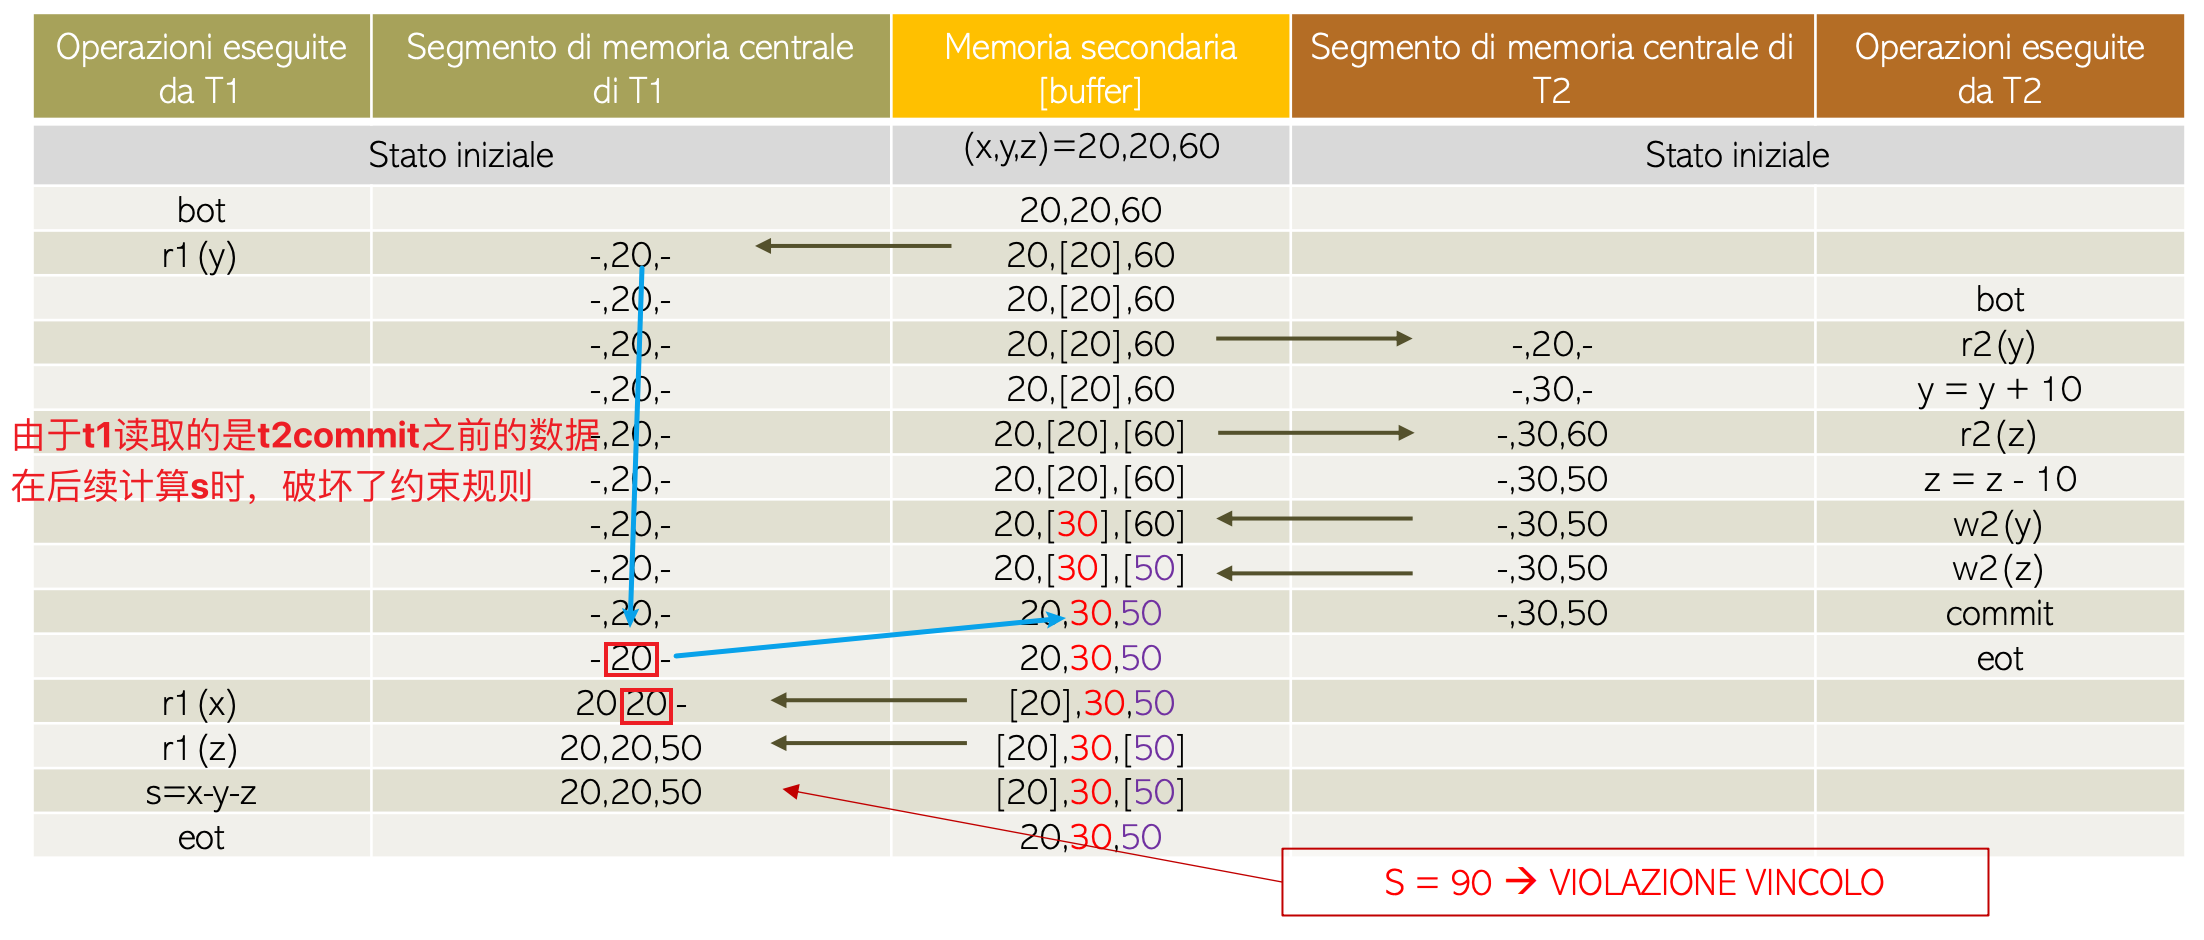 Operazioni eseguite da T1 Segmento di memoria centrale di T1 Memoria secondaria [buffer] Segmento di memoria centrale di T2 Operazioni eseguite da T2
Stato iniziale (x,y,z)=20,20,60 Stato iniziale
bot 20,20,60
r1(y) -,20,- 20,[20],60
-,20,- 20,[20],60 bot
-,20,- 20,[20],60 -,20,- r2(y)
-,20,- 20,[20],60 -,30,- y = y + 10
由于t1读取的是t2commit之前的数据
-,20,- 20,[20],[60] -,30,60 r2(z)
在后续计算s时，破坏了约束规则
-,20,- 20,[20],[60] -,30,50 z = z - 10
-,20,- 20,[30],[60] -,30,50 w2(y)
-,20,- 20,[30],[50] -,30,50 w2(z)
-,20,- 20,30,50 -,30,50 commit
-20- 20,30,50 eot
r1(x) 20 20 - [20],30,50
r1(z) 20,20,50 [20],30,[50]
s=x-y-z 20,20,50 [20],30,[50]
eot 20,30,50
S = 90 → VIOLAZIONE VINCOLO